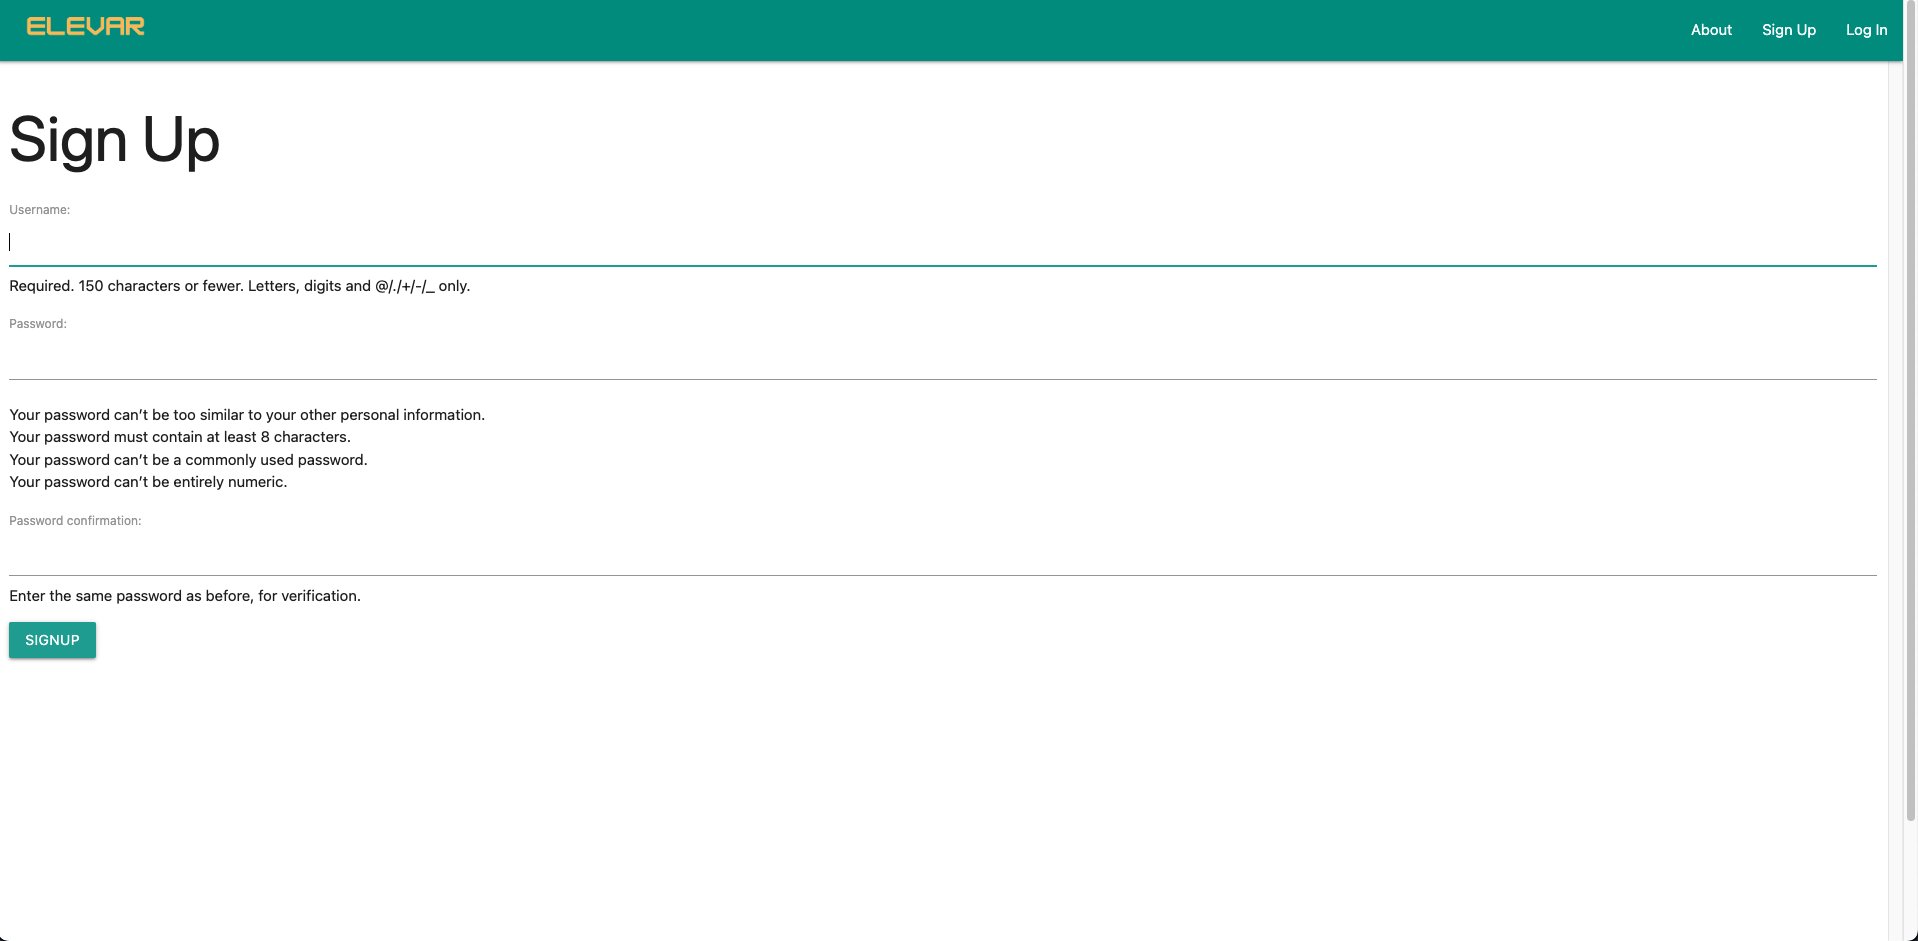 ELEVAR
About
Sign Up
Log In
Sign Up
Username:
Required. 150 characters or fewer. Letters, digits and @/./+/-/_ only.
Password:
Your password can't be too similar to your other personal information.
Your password must contain at least 8 characters.
Your password can't be a commonly used password.
Your password can't be entirely numeric.
Password confirmation:
Enter the same password as before, for verification.
SIGNUP